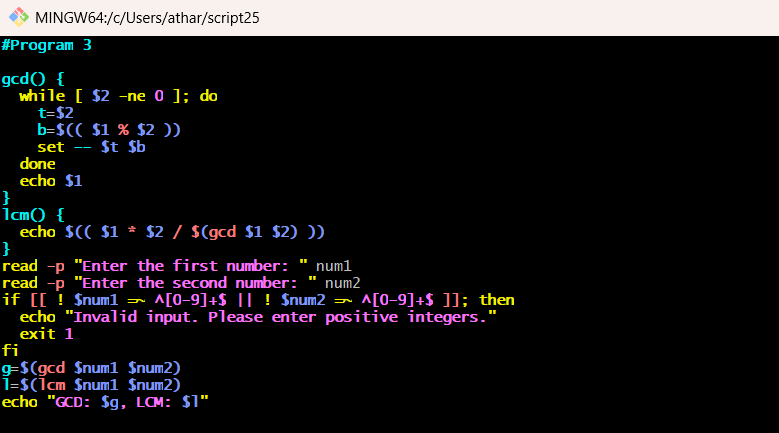 MINGW64:/c/Users/athar/script25
#Program 3
gcd() {
  while [ $2 -ne 0 ]; do
    t=$2
    b=$(( $1 % $2 ))
    set -- $t $b
  done
  echo $1
}
lcm() {
  echo $(( $1 * $2 / $(gcd $1 $2) ))
}
read -p "Enter the first number: " num1
read -p "Enter the second number: " num2
if [[ ! $num1 =~ ^[0-9]+$ || ! $num2 =~ ^[0-9]+$ ]]; then
  echo "Invalid input. Please enter positive integers."
  exit 1
fi
g=$(gcd $num1 $num2)
l=$(lcm $num1 $num2)
echo "GCD: $g, LCM: $l"